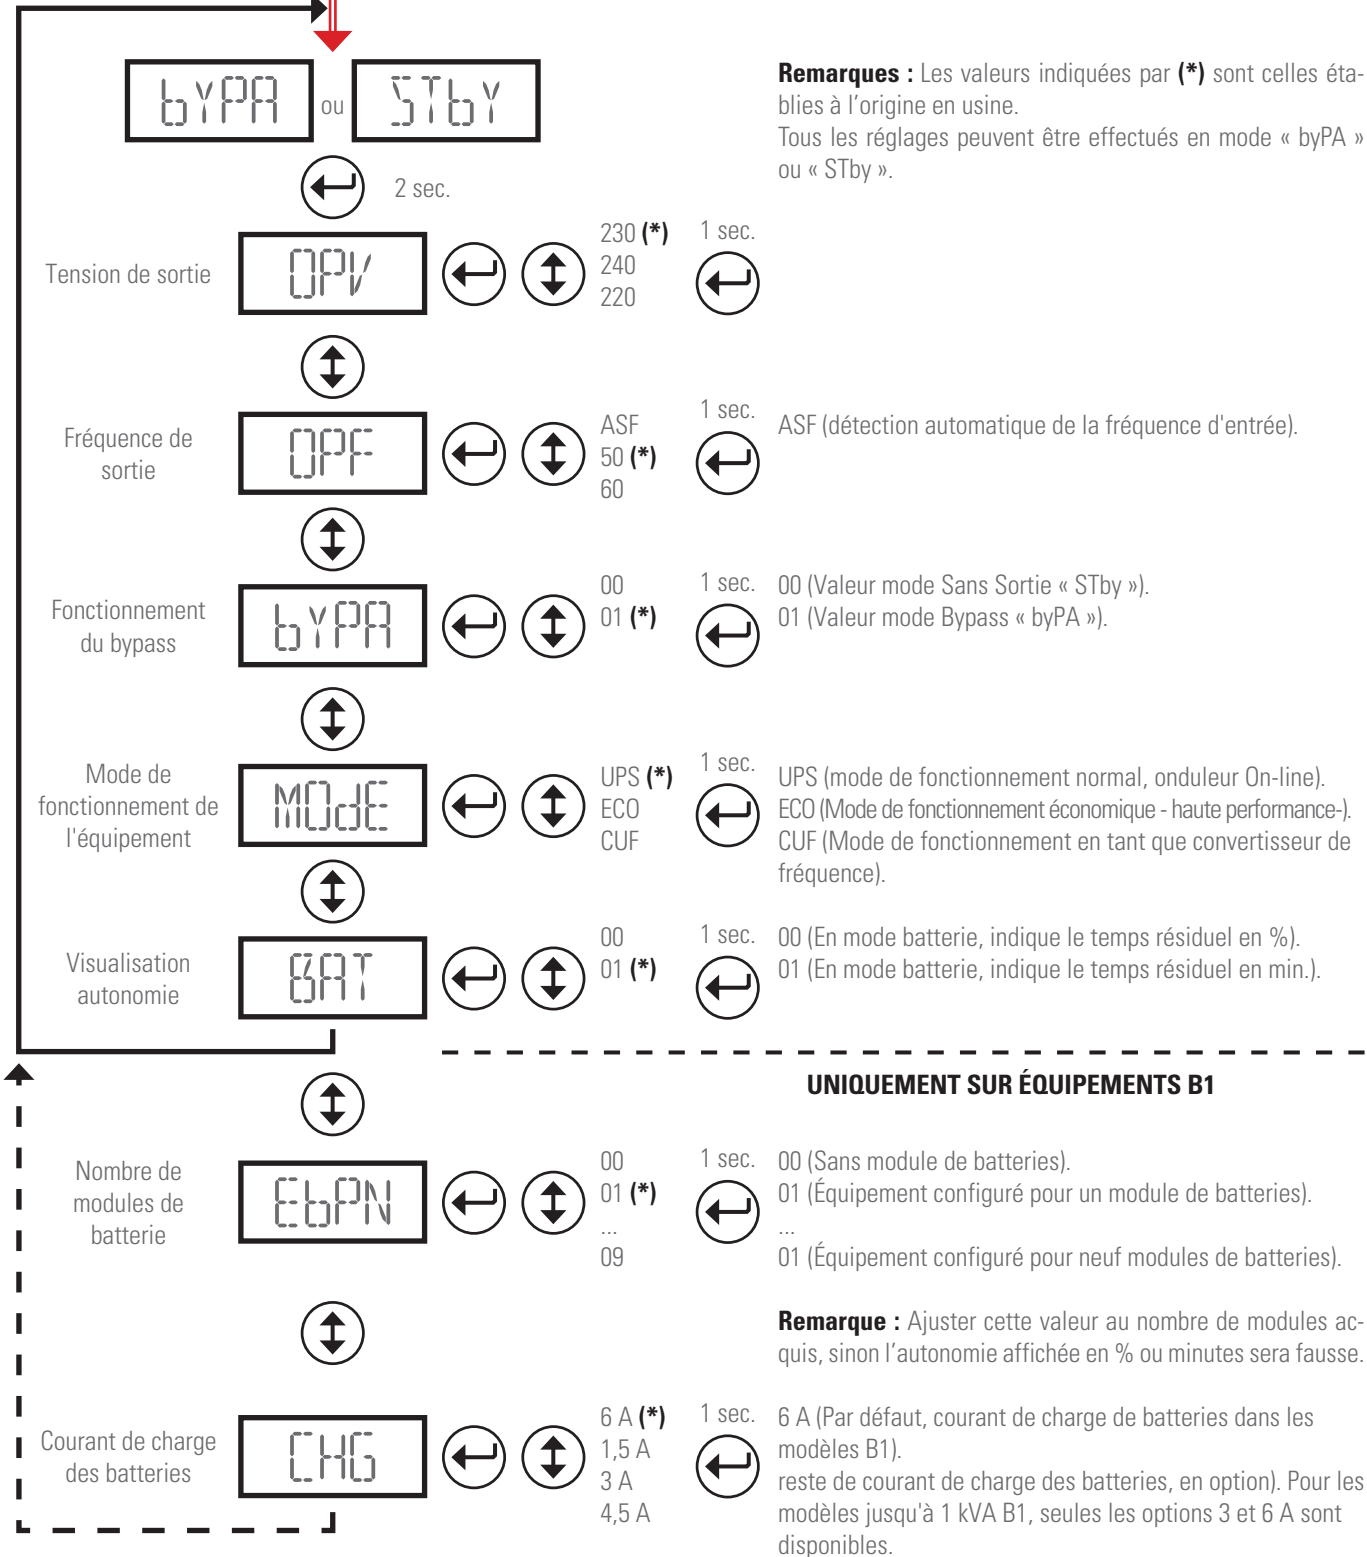 bYPA ou STbY
Remarques : Les valeurs indiquées par (*) sont celles éta-
blies à l’origine en usine.
Tous les réglages peuvent être effectués en mode « byPA »
ou « STby ».
2 sec.
Tension de sortie
OPV
230 (*)
240
220
1 sec.
Fréquence de
sortie
OPF
ASF
50 (*)
60
1 sec.
ASF (détection automatique de la fréquence d'entrée).
Fonctionnement
du bypass
bYPA
00
01 (*)
1 sec.
00 (Valeur mode Sans Sortie « STby »).
01 (Valeur mode Bypass « byPA »).
Mode de
fonctionnement de
l'équipement
MOdE
UPS (*)
ECO
CUF
1 sec.
UPS (mode de fonctionnement normal, onduleur On-line).
ECO (Mode de fonctionnement économique - haute performance-).
CUF (Mode de fonctionnement en tant que convertisseur de
fréquence).
Visualisation
autonomie
BAT
00
01 (*)
1 sec.
00 (En mode batterie, indique le temps résiduel en %).
01 (En mode batterie, indique le temps résiduel en min.).
UNIQUEMENT SUR ÉQUIPEMENTS B1
Nombre de
modules de
batterie
EbPN
00
01 (*)
...
09
1 sec.
00 (Sans module de batteries).
01 (Équipement configuré pour un module de batteries).
...
01 (Équipement configuré pour neuf modules de batteries).
Remarque : Ajuster cette valeur au nombre de modules ac-
quis, sinon l’autonomie affichée en % ou minutes sera fausse.
Courant de charge
des batteries
CHG
6 A (*)
1,5 A
3 A
4,5 A
1 sec.
6 A (Par défaut, courant de charge de batteries dans les
modèles B1).
reste de courant de charge des batteries, en option). Pour les
modèles jusqu'à 1 kVA B1, seules les options 3 et 6 A sont
disponibles.